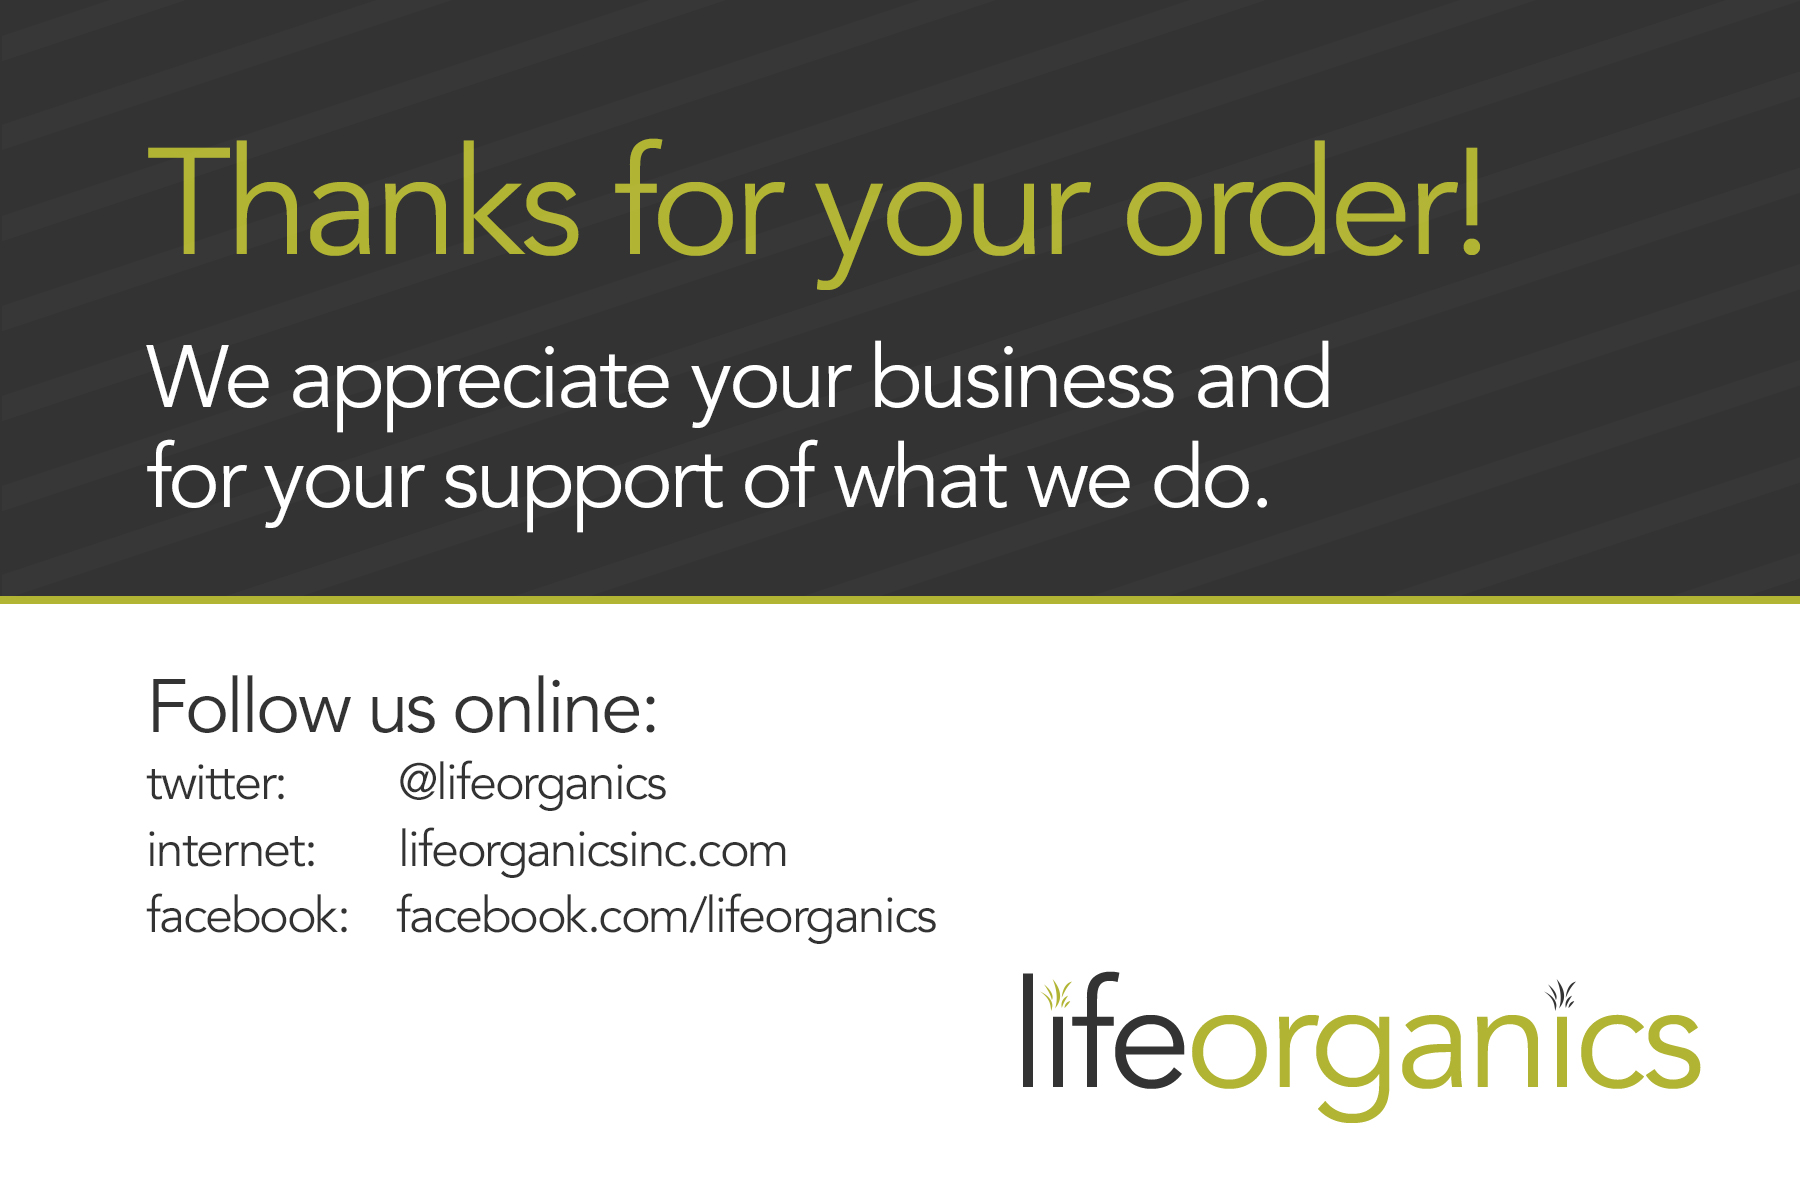 Thanks for your order!
We appreciate your business and
for your support of what we do.
Follow us online:
twitter: @lifeorganics
internet: lifeorganicsinc.com
facebook: facebook.com/lifeorganics
lifeorganics